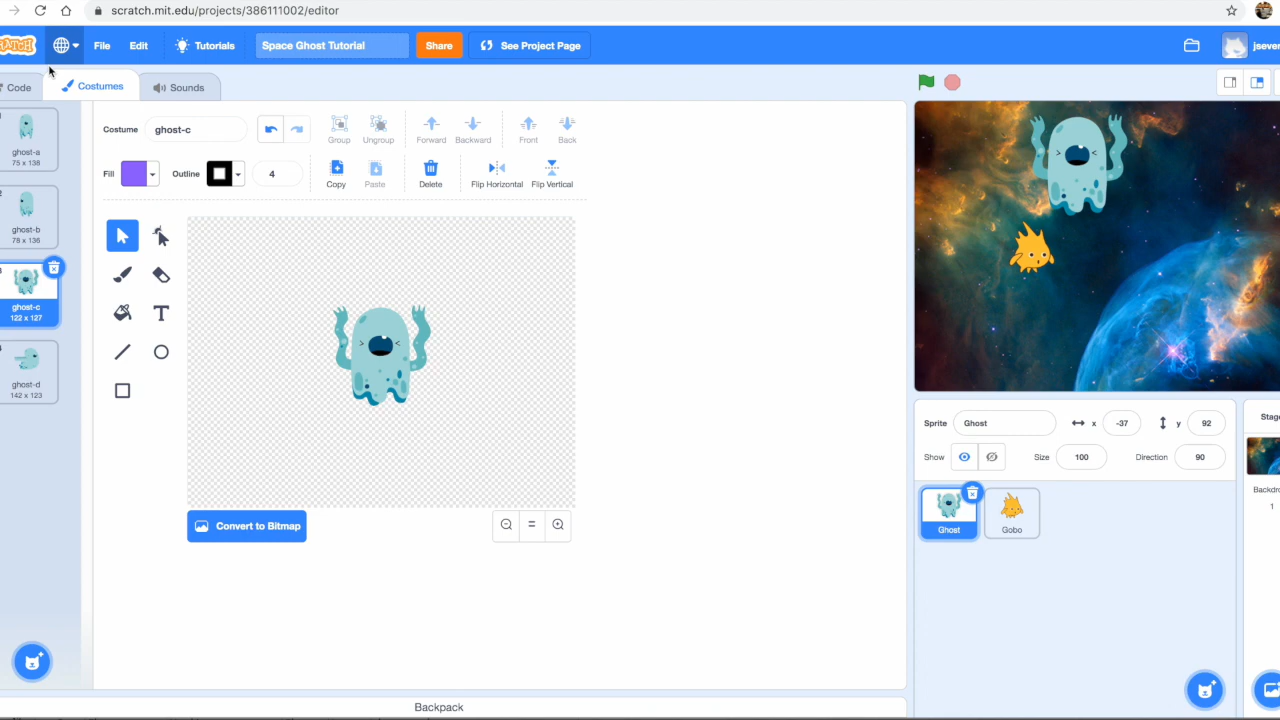 scratch.mit.edu/projects/386111002/editor
File
Edit
Tutorials
Space Ghost Tutorial
Share
See Project Page
Code
Costumes
Sounds
Costume
ghost-c
Group
Ungroup
Forward
Backward
Front
Back
Fill
Outline
4
Copy
Paste
Delete
Flip Horizontal
Flip Vertical
ghost-a
75 x 138
2
ghost-b
78 x 136
ghost-c
122 x 127
ghost-d
142 x 123
Convert to Bitmap
Sprite
Ghost
x
-37
y
92
Show
Size
100
Direction
90
Ghost
Gobo
1
Backpack